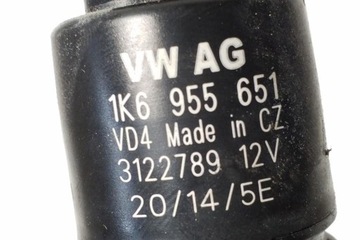 VW AG
1K6 955 651
VD4 Made in CZ
3122789 12V
20/14/5E